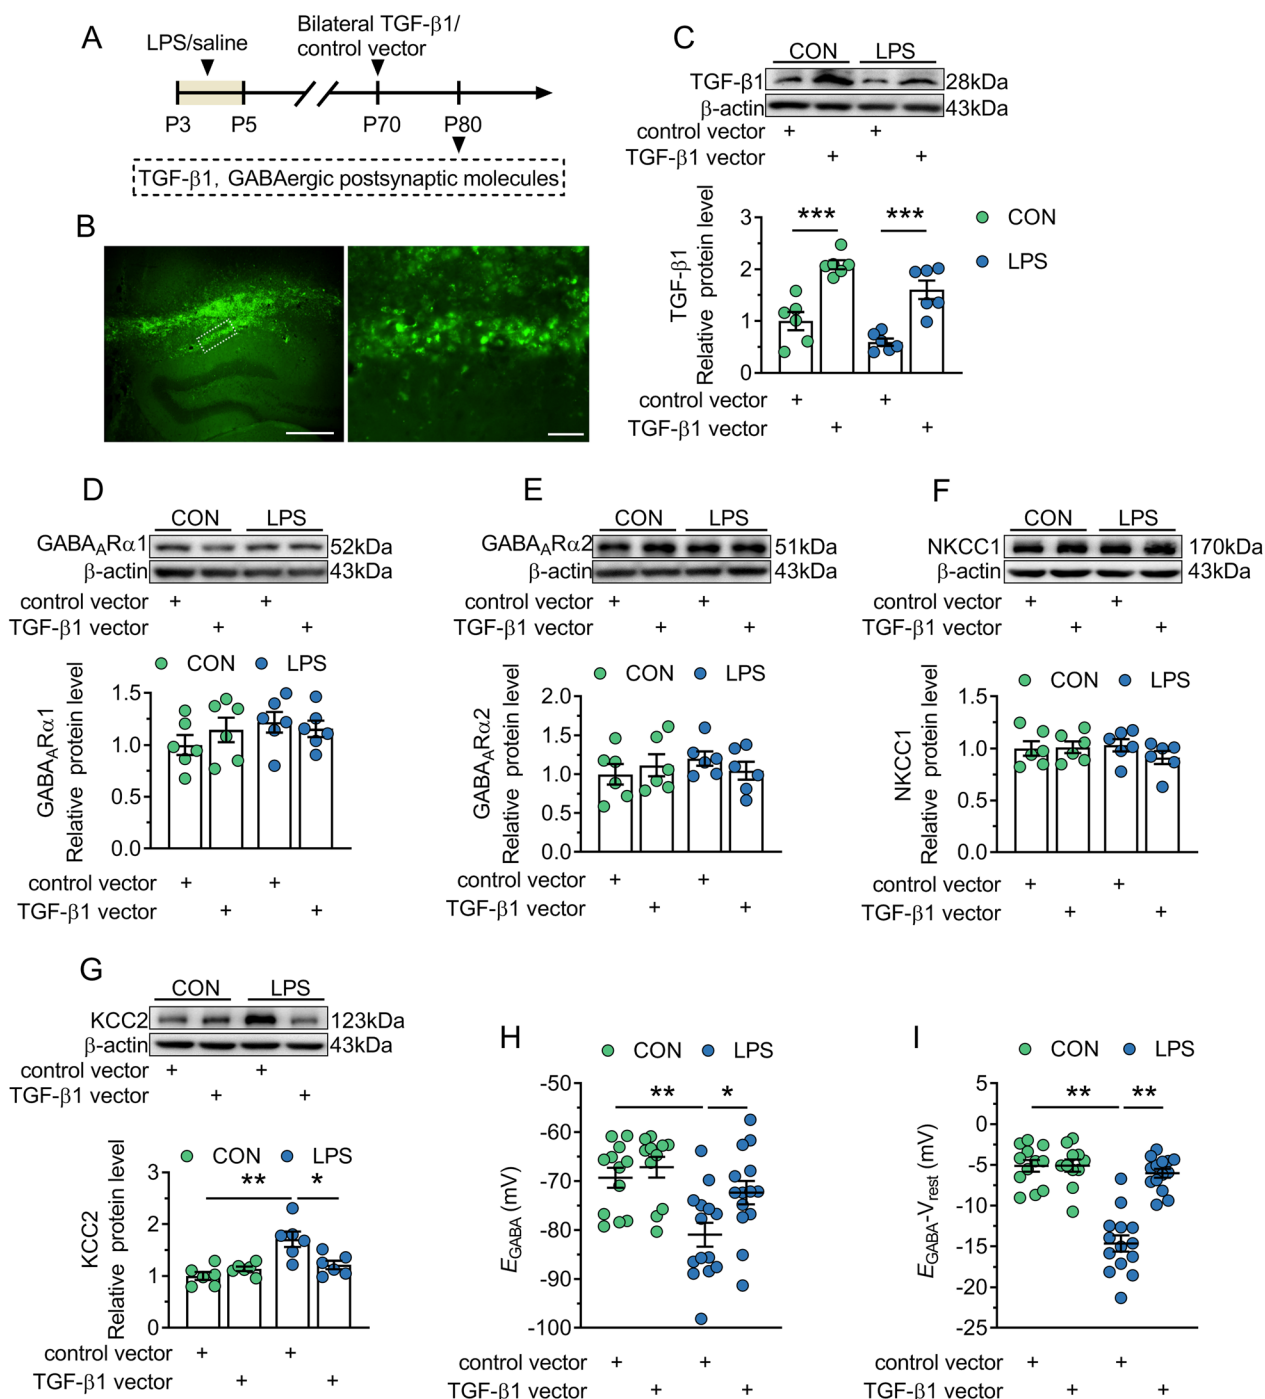 A
LPS/saline
Bilateral TGF-β1/
control vector
P3 P5 P70 P80
TGF-β1, GABAergic postsynaptic molecules
B
C
CON LPS
TGF-β1 28kDa
β-actin 43kDa
control vector + +
TGF-β1 vector + +
TGF-β1
Relative protein level
3
2
1
0
*** ***
CON
LPS
control vector + +
TGF-β1 vector + +
D
CON LPS
GABAARα1 52kDa
β-actin 43kDa
control vector + +
TGF-β1 vector + +
CON LPS
GABAARα1
Relative protein level
1.5
1.0
0.5
0.0
control vector + +
TGF-β1 vector + +
E
CON LPS
GABAARα2 51kDa
β-actin 43kDa
control vector + +
TGF-β1 vector + +
CON LPS
GABAARα2
Relative protein level
2.0
1.5
1.0
0.5
0.0
control vector + +
TGF-β1 vector + +
F
CON LPS
NKCC1 170kDa
β-actin 43kDa
control vector + +
TGF-β1 vector + +
CON LPS
NKCC1
Relative protein level
1.5
1.0
0.5
0.0
control vector + +
TGF-β1 vector + +
G
CON LPS
KCC2 123kDa
β-actin 43kDa
control vector + +
TGF-β1 vector + +
CON LPS
KCC2
Relative protein level
3
2
1
0
** *
control vector + +
TGF-β1 vector + +
H
CON LPS
EGABA (mV)
-50
-60
-70
-80
-90
-100
** *
control vector + +
TGF-β1 vector + +
I
CON LPS
EGABA-Vrest (mV)
5
0
-5
-10
-15
-20
-25
** **
control vector + +
TGF-β1 vector + +